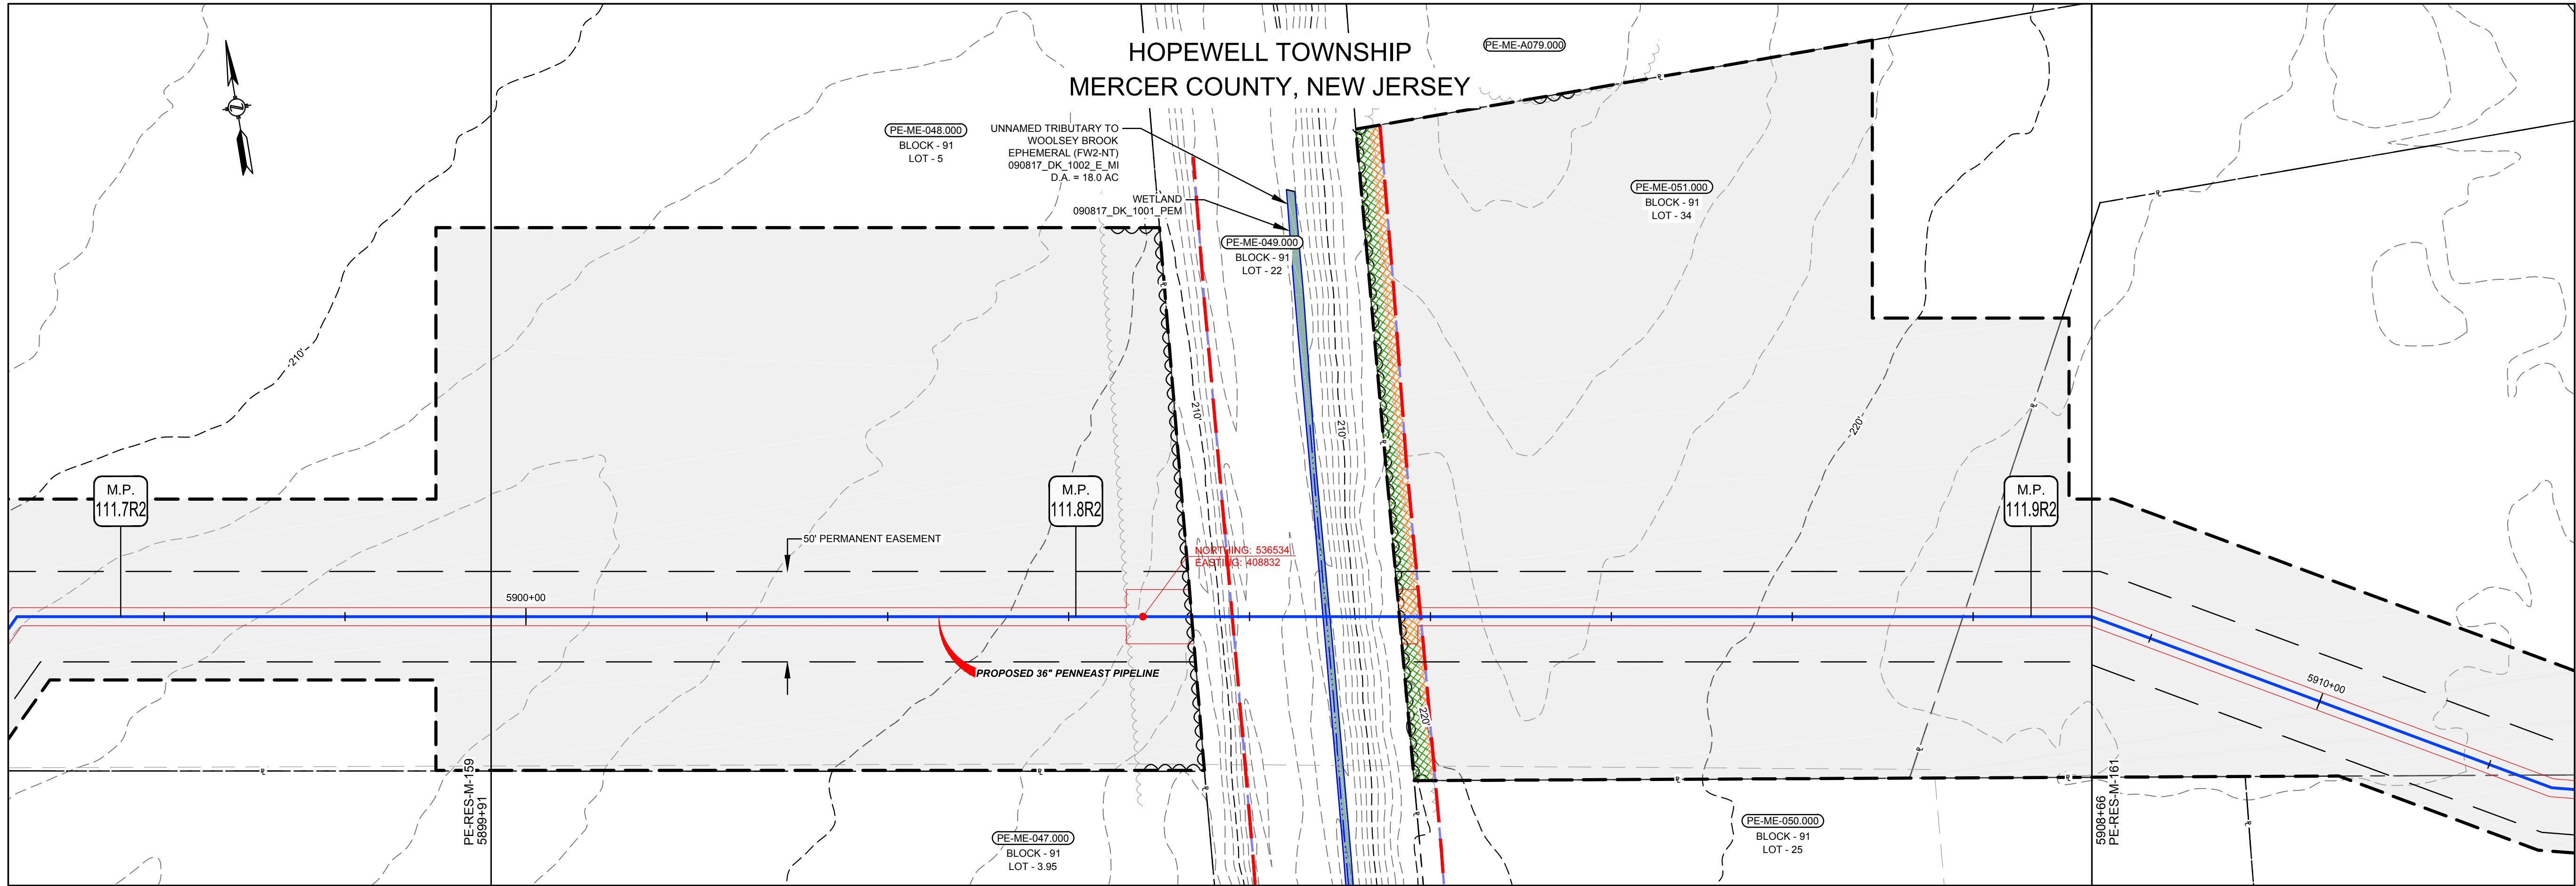 HOPEWELL TOWNSHIP
MERCER COUNTY, NEW JERSEY
PE-ME-A079.000
Z
PE-ME-048.000
BLOCK - 91
LOT - 5
UNNAMED TRIBUTARY TO
WOOLSEY BROOK
EPHEMERAL (FW2-NT)
090817_DK_1002_E_MI
D.A. = 18.0 AC
WETLAND
090817_DK_1001_PEM
PE-ME-049.000
BLOCK - 91
LOT - 22
PE-ME-051.000
BLOCK - 91
LOT - 34
210'
210'
210'
220'
220'
M.P.
111.7R2
M.P.
111.8R2
M.P.
111.9R2
50' PERMANENT EASEMENT
NORTHING: 536534
EASTING: 408832
5900+00
PROPOSED 36" PENNEAST PIPELINE
5910+00
PE-RES-M-159
5899+91
5908+66
PE-RES-M-161
PE-ME-047.000
BLOCK - 91
LOT - 3.95
PE-ME-050.000
BLOCK - 91
LOT - 25